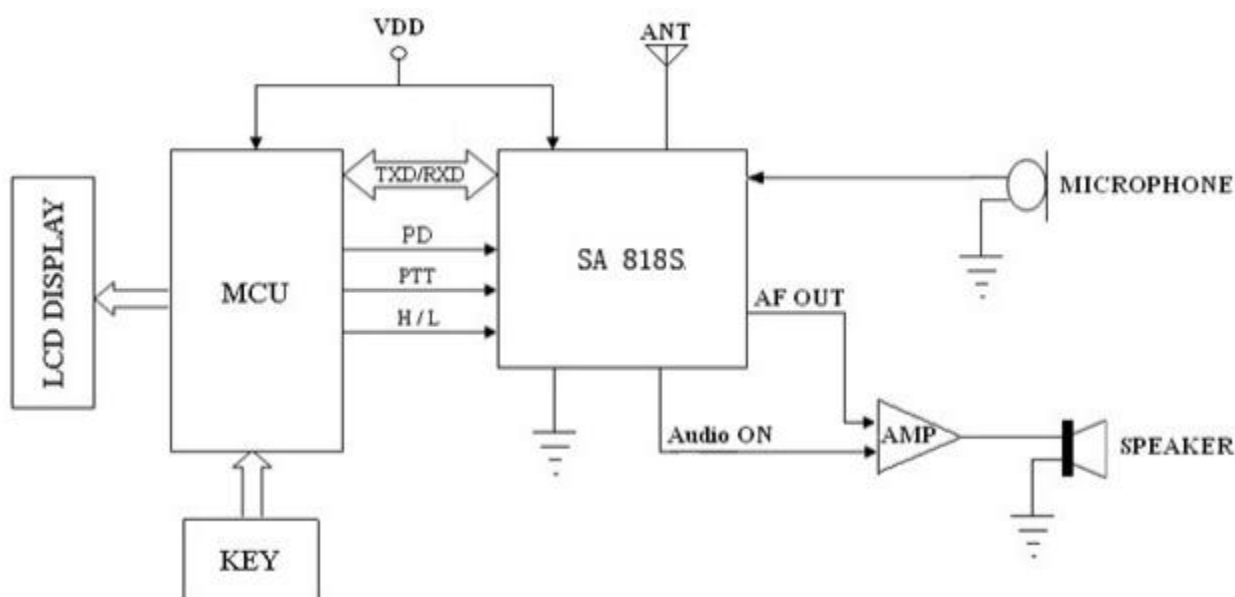 VDD
ANT
TXD/RXD
MICROPHONE
LCD DISPLAY
MCU
PD
PTT
H / L
SA 818S.
AF OUT
Audio ON
AMP
SPEAKER
KEY